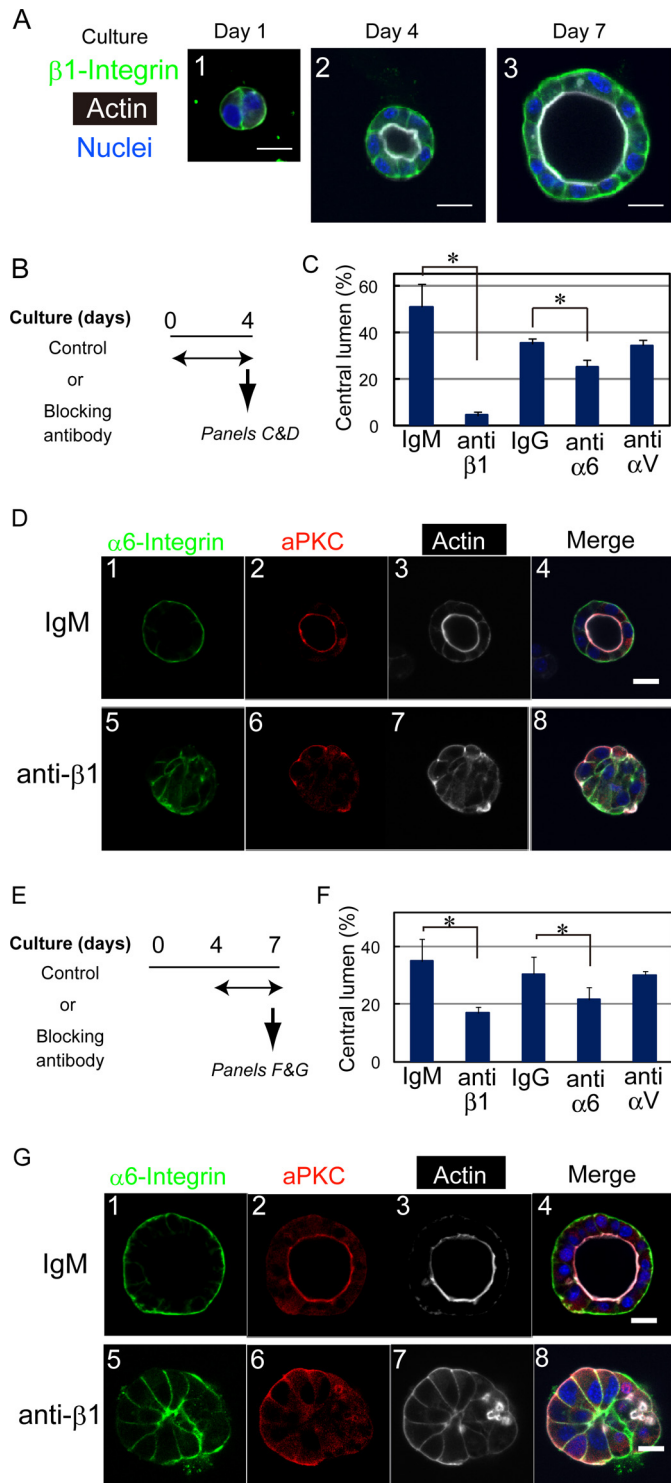 A
Culture
β1-Integrin
Actin
Nuclei
Day 1
Day 4
Day 7
1
2
3
B
Culture (days)
0 4
Control
or
Blocking
antibody
Panels C&D
C
Central lumen (%)
60
40
20
0
*
*
IgM anti β1 IgG anti α6 anti αV
D
α6-Integrin aPKC Actin Merge
IgM
1 2 3 4
anti-β1
5 6 7 8
E
Culture (days)
0 4 7
Control
or
Blocking
antibody
Panels F&G
F
Central lumen (%)
40
20
0
*
*
IgM anti β1 IgG anti α6 anti αV
G
α6-Integrin aPKC Actin Merge
IgM
1 2 3 4
anti-β1
5 6 7 8